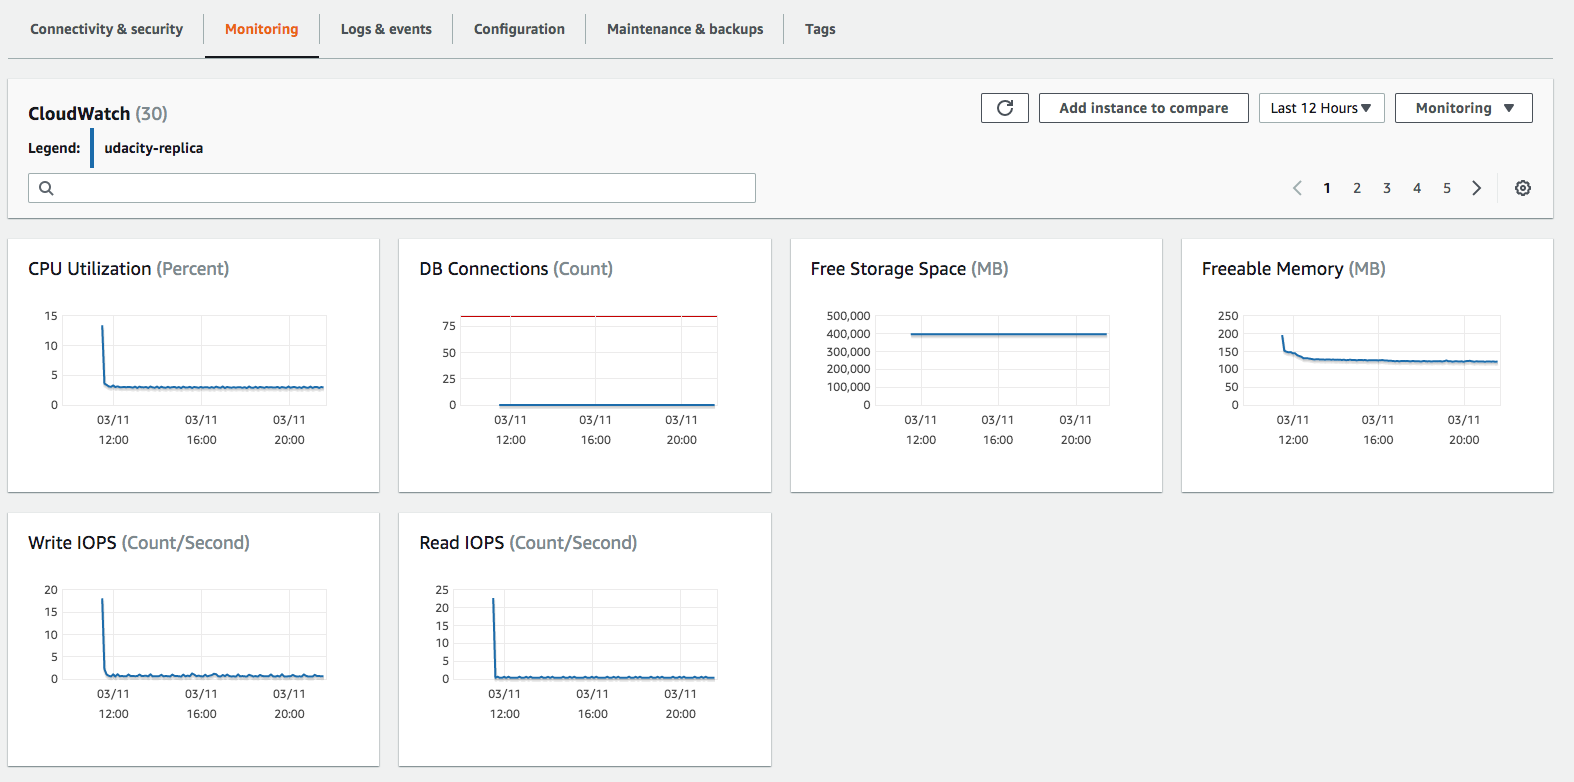 Connectivity & security
Monitoring
Logs & events
Configuration
Maintenance & backups
Tags
CloudWatch (30)
Add instance to compare
Last 12 Hours
Monitoring
Legend:
udacity-replica
1 2 3 4 5
CPU Utilization (Percent)
15
10
5
0
03/11 03/11 03/11
12:00 16:00 20:00
DB Connections (Count)
75
50
25
0
03/11 03/11 03/11
12:00 16:00 20:00
Free Storage Space (MB)
500,000
400,000
300,000
200,000
100,000
0
03/11 03/11 03/11
12:00 16:00 20:00
Freeable Memory (MB)
250
200
150
100
50
0
03/11 03/11 03/11
12:00 16:00 20:00
Write IOPS (Count/Second)
20
15
10
5
0
03/11 03/11 03/11
12:00 16:00 20:00
Read IOPS (Count/Second)
25
20
15
10
5
0
03/11 03/11 03/11
12:00 16:00 20:00